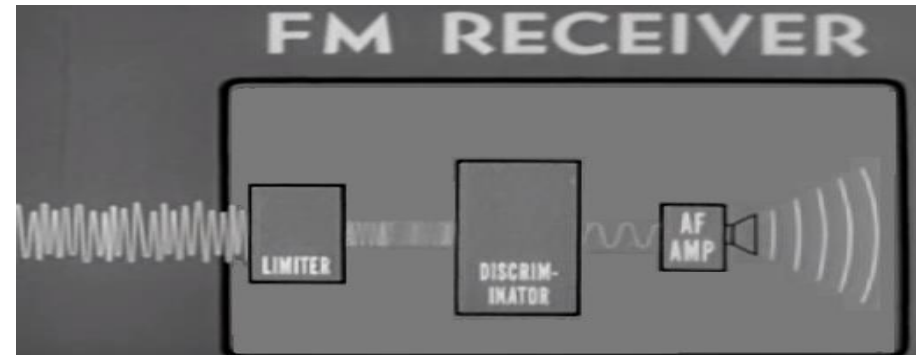 FM RECEIVER
LIMITER
DISCRIM-
INATOR
AF
AMP